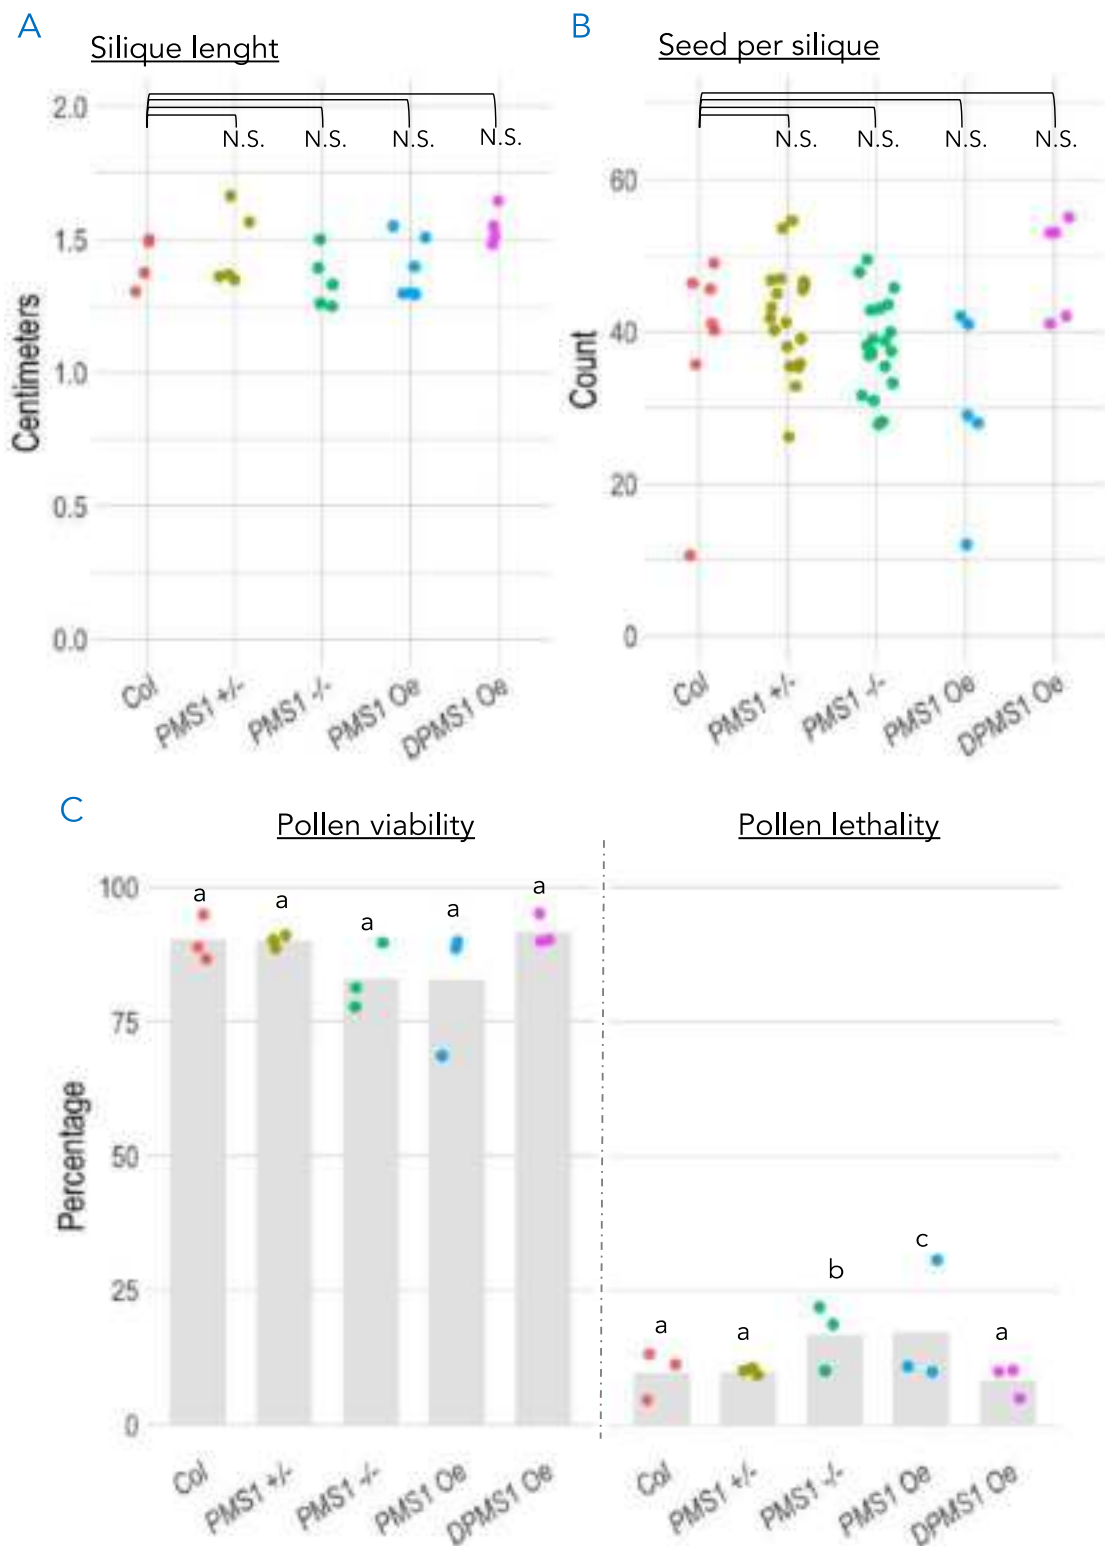 A
Silique lenght
2.0
1.5
1.0
0.5
0.0
Centimeters
N.S.
N.S.
N.S.
N.S.
Col
PMS1 +/-
PMS1 -/-
PMS1 Oe
DPMS1 Oe
B
Seed per silique
60
40
20
0
Count
N.S.
N.S.
N.S.
N.S.
Col
PMS1 +/-
PMS1 -/-
PMS1 Oe
DPMS1 Oe
C
Pollen viability
Pollen lethality
100
75
50
25
0
Percentage
a
a
a
a
a
a
a
b
c
a
Col
PMS1 +/-
PMS1 -/-
PMS1 Oe
DPMS1 Oe
Col
PMS1 +/-
PMS1 -/-
PMS1 Oe
DPMS1 Oe